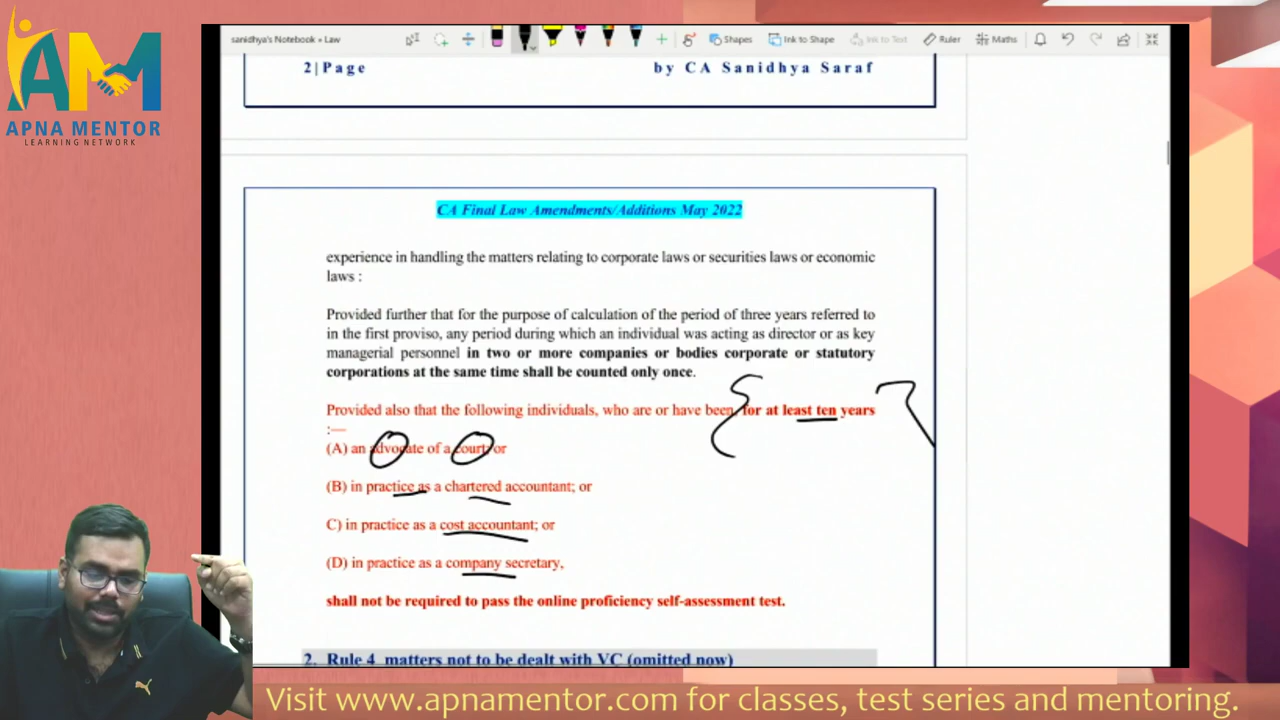 AM
APNA MENTOR
LEARNING NETWORK
sanidhya's Notebook » Law
Shapes
Ink to Shape
Ink to Text
Ruler
Maths
2|Page
by CA Sanidhya Saraf
CA Final Law Amendments/Additions May 2022
experience in handling the matters relating to corporate laws or securities laws or economic
laws :
Provided further that for the purpose of calculation of the period of three years referred to
in the first proviso, any period during which an individual was acting as director or as key
managerial personnel in two or more companies or bodies corporate or statutory
corporations at the same time shall be counted only once.
Provided also that the following individuals, who are or have been, for at least ten years
:—
(A) an advocate of a court; or
(B) in practice as a chartered accountant; or
C) in practice as a cost accountant; or
(D) in practice as a company secretary,
shall not be required to pass the online proficiency self-assessment test.
2. Rule 4 matters not to be dealt with VC (omitted now)
Visit www.apnamentor.com for classes, test series and mentoring.